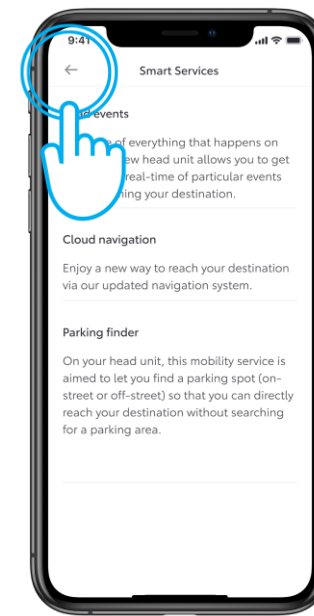 9:41
Smart Services
events
of everything that happens on
ew head unit allows you to get
real-time of particular events
ing your destination.
Cloud navigation
Enjoy a new way to reach your destination
via our updated navigation system.
Parking finder
On your head unit, this mobility service is
aimed to let you find a parking spot (on-
street or off-street) so that you can directly
reach your destination without searching
for a parking area.